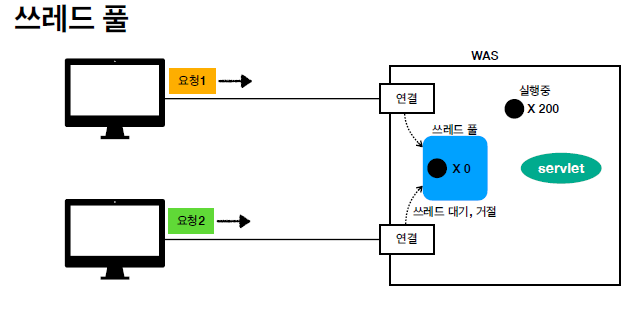 쓰레드 풀
WAS
요청1
연결
실행중
X 200
쓰레드 풀
X 0
servlet
쓰레드 대기, 거절
요청2
연결